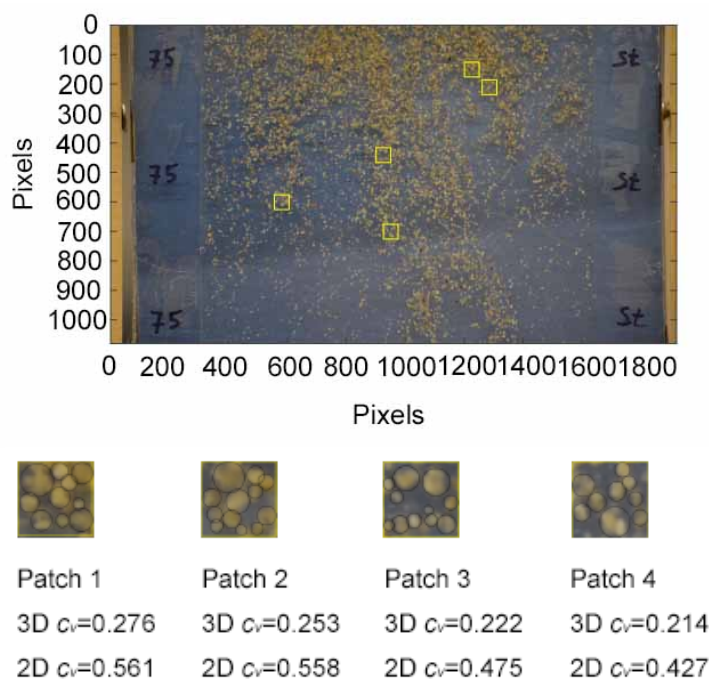 0
100
200
300
400
500
600
700
800
900
1000
Pixels
75 St
75 St
75 St
0 200 400 600 800 1000 1200 1400 1600 1800
Pixels
Patch 1 Patch 2 Patch 3 Patch 4
3D cv=0.276 3D cv=0.253 3D cv=0.222 3D cv=0.214
2D cv=0.561 2D cv=0.558 2D cv=0.475 2D cv=0.427